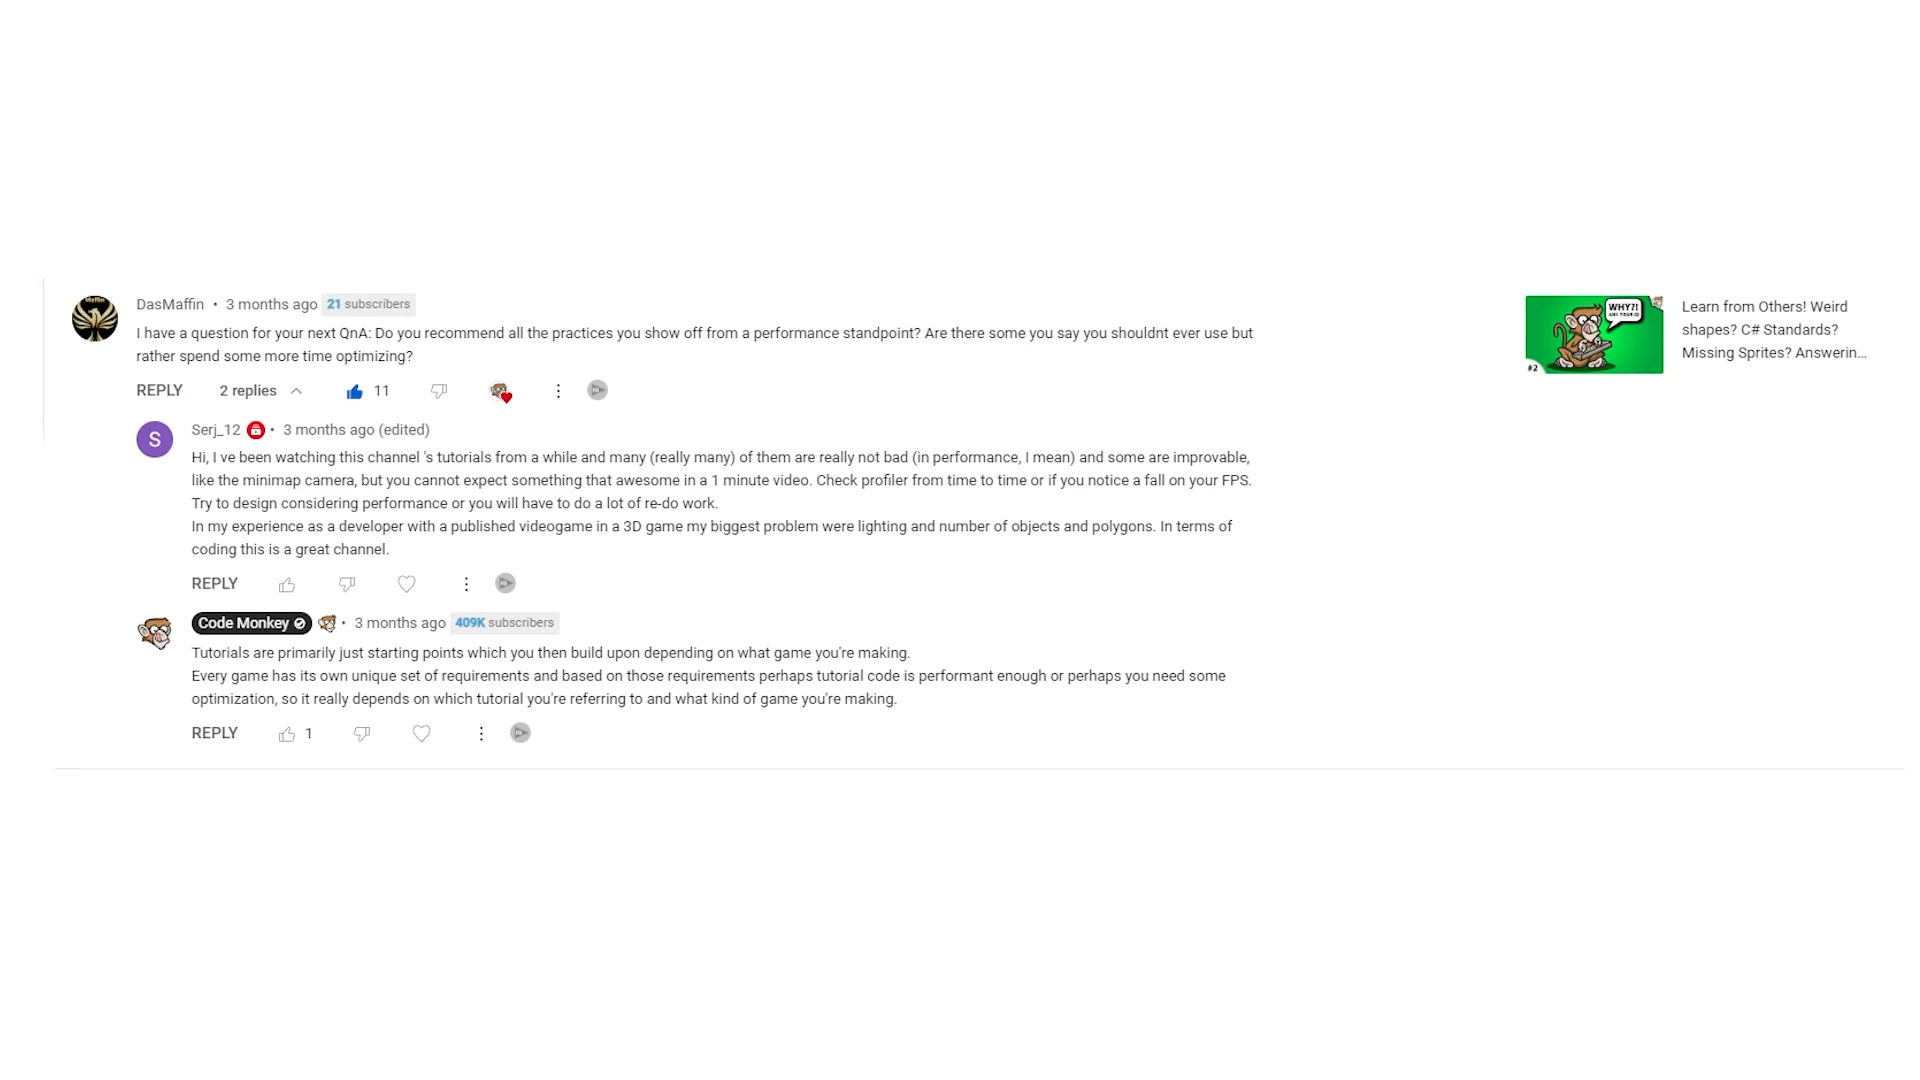 DasMaffin • 3 months ago 21 subscribers
I have a question for your next QnA: Do you recommend all the practices you show off from a performance standpoint? Are there some you say you shouldnt ever use but
rather spend some more time optimizing?
REPLY 2 replies 11
S
Serj_12 • 3 months ago (edited)
Hi, I ve been watching this channel 's tutorials from a while and many (really many) of them are really not bad (in performance, I mean) and some are improvable,
like the minimap camera, but you cannot expect something that awesome in a 1 minute video. Check profiler from time to time or if you notice a fall on your FPS.
Try to design considering performance or you will have to do a lot of re-do work.
In my experience as a developer with a published videogame in a 3D game my biggest problem were lighting and number of objects and polygons. In terms of
coding this is a great channel.
REPLY
Code Monkey • 3 months ago 409K subscribers
Tutorials are primarily just starting points which you then build upon depending on what game you're making.
Every game has its own unique set of requirements and based on those requirements perhaps tutorial code is performant enough or perhaps you need some
optimization, so it really depends on which tutorial you're referring to and what kind of game you're making.
REPLY 1
WHY?!
#2
Learn from Others! Weird
shapes? C# Standards?
Missing Sprites? Answerin...